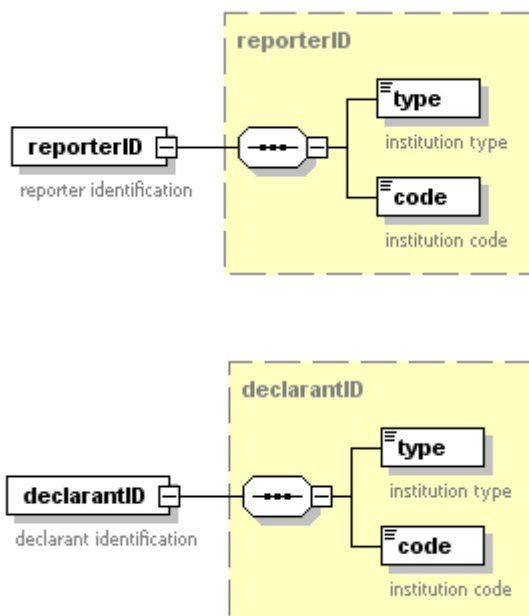 reporterID
type
institution type
reporterID
reporter identification
code
institution code
declarantID
type
institution type
declarantID
declarant identification
code
institution code